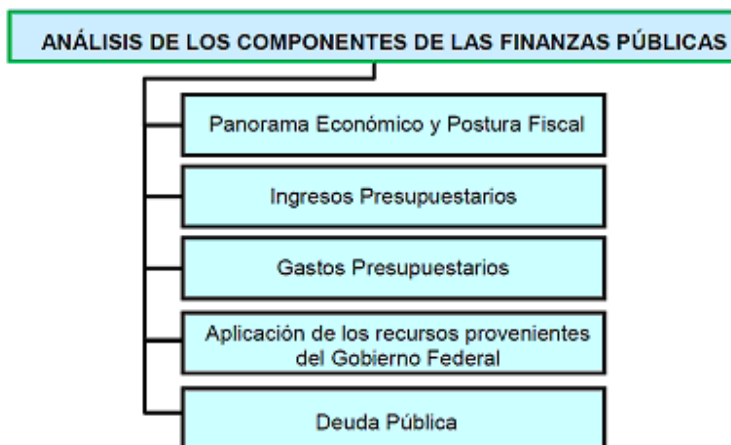 ANÁLISIS DE LOS COMPONENTES DE LAS FINANZAS PÚBLICAS
Panorama Económico y Postura Fiscal
Ingresos Presupuestarios
Gastos Presupuestarios
Aplicación de los recursos provenientes
del Gobierno Federal
Deuda Pública